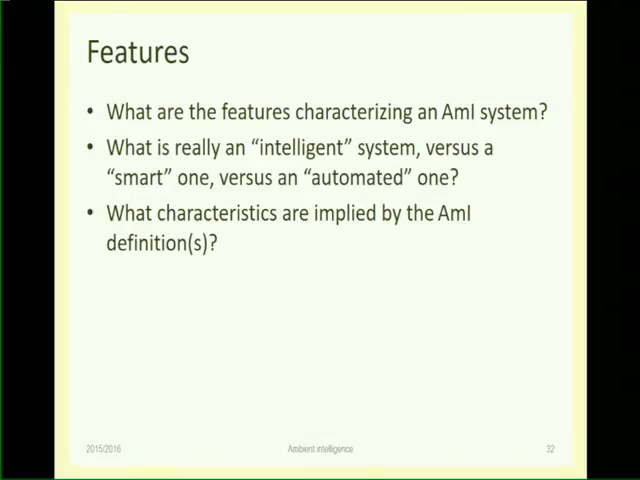 Features
• What are the features characterizing an AmI system?
• What is really an “intelligent” system, versus a
“smart” one, versus an “automated” one?
• What characteristics are implied by the AmI
definition(s)?
2015/2016
Ambient intelligence
32